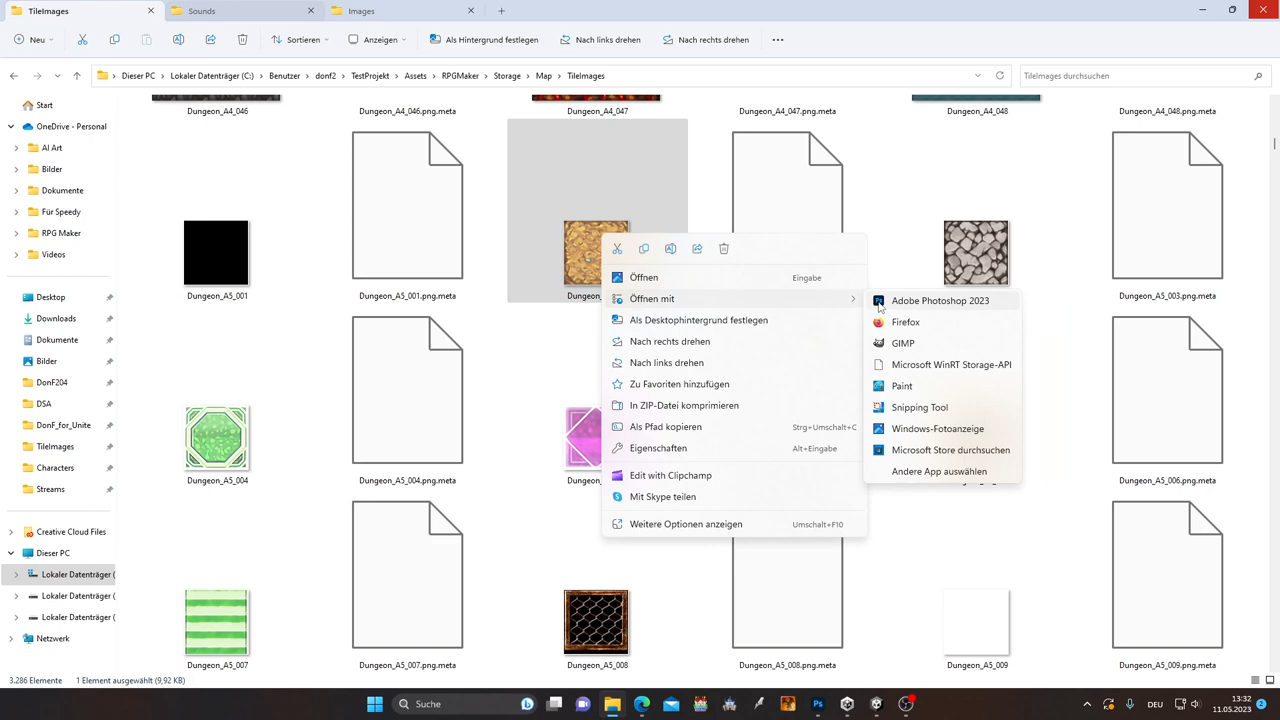 TileImages
Sounds
Images
Neu
Sortieren
Anzeigen
Als Hintergrund festlegen
Nach links drehen
Nach rechts drehen
Dieser PC > Lokaler Datenträger (C:) > Benutzer > donf2 > TestProjekt > Assets > RPGMaker > Storage > Map > TileImages
TileImages durchsuchen
Start
OneDrive - Personal
AI Art
Bilder
Dokumente
Für Speedy
RPG Maker
Videos
Desktop
Downloads
Dokumente
Bilder
DonF204
DSA
DonF_for_Unite
TileImages
Characters
Streams
Creative Cloud Files
Dieser PC
Lokaler Datenträger (
Lokaler Datenträger (
Lokaler Datenträger (
Netzwerk
Dungeon_A4_046
Dungeon_A4_046.png.meta
Dungeon_A4_047
Dungeon_A4_047.png.meta
Dungeon_A4_048
Dungeon_A4_048.png.meta
Dungeon_A5_001
Dungeon_A5_001.png.meta
Dungeon_A5_003.png.meta
Dungeon_A5_004
Dungeon_A5_004.png.meta
Dungeon_A5_006.png.meta
Dungeon_A5_007
Dungeon_A5_007.png.meta
Dungeon_A5_008
Dungeon_A5_008.png.meta
Dungeon_A5_009
Dungeon_A5_009.png.meta
Öffnen Eingabe
Öffnen mit
Als Desktophintergrund festlegen
Nach rechts drehen
Nach links drehen
Zu Favoriten hinzufügen
In ZIP-Datei komprimieren
Als Pfad kopieren Strg+Umschalt+C
Eigenschaften Alt+Eingabe
Edit with Clipchamp
Mit Skype teilen
Weitere Optionen anzeigen Umschalt+F10
Adobe Photoshop 2023
Firefox
GIMP
Microsoft WinRT Storage-API
Paint
Snipping Tool
Windows-Fotoanzeige
Microsoft Store durchsuchen
Andere App auswählen
3.286 Elemente
1 Element ausgewählt (9,92 KB)
Suche
DEU
13:32
11.05.2023